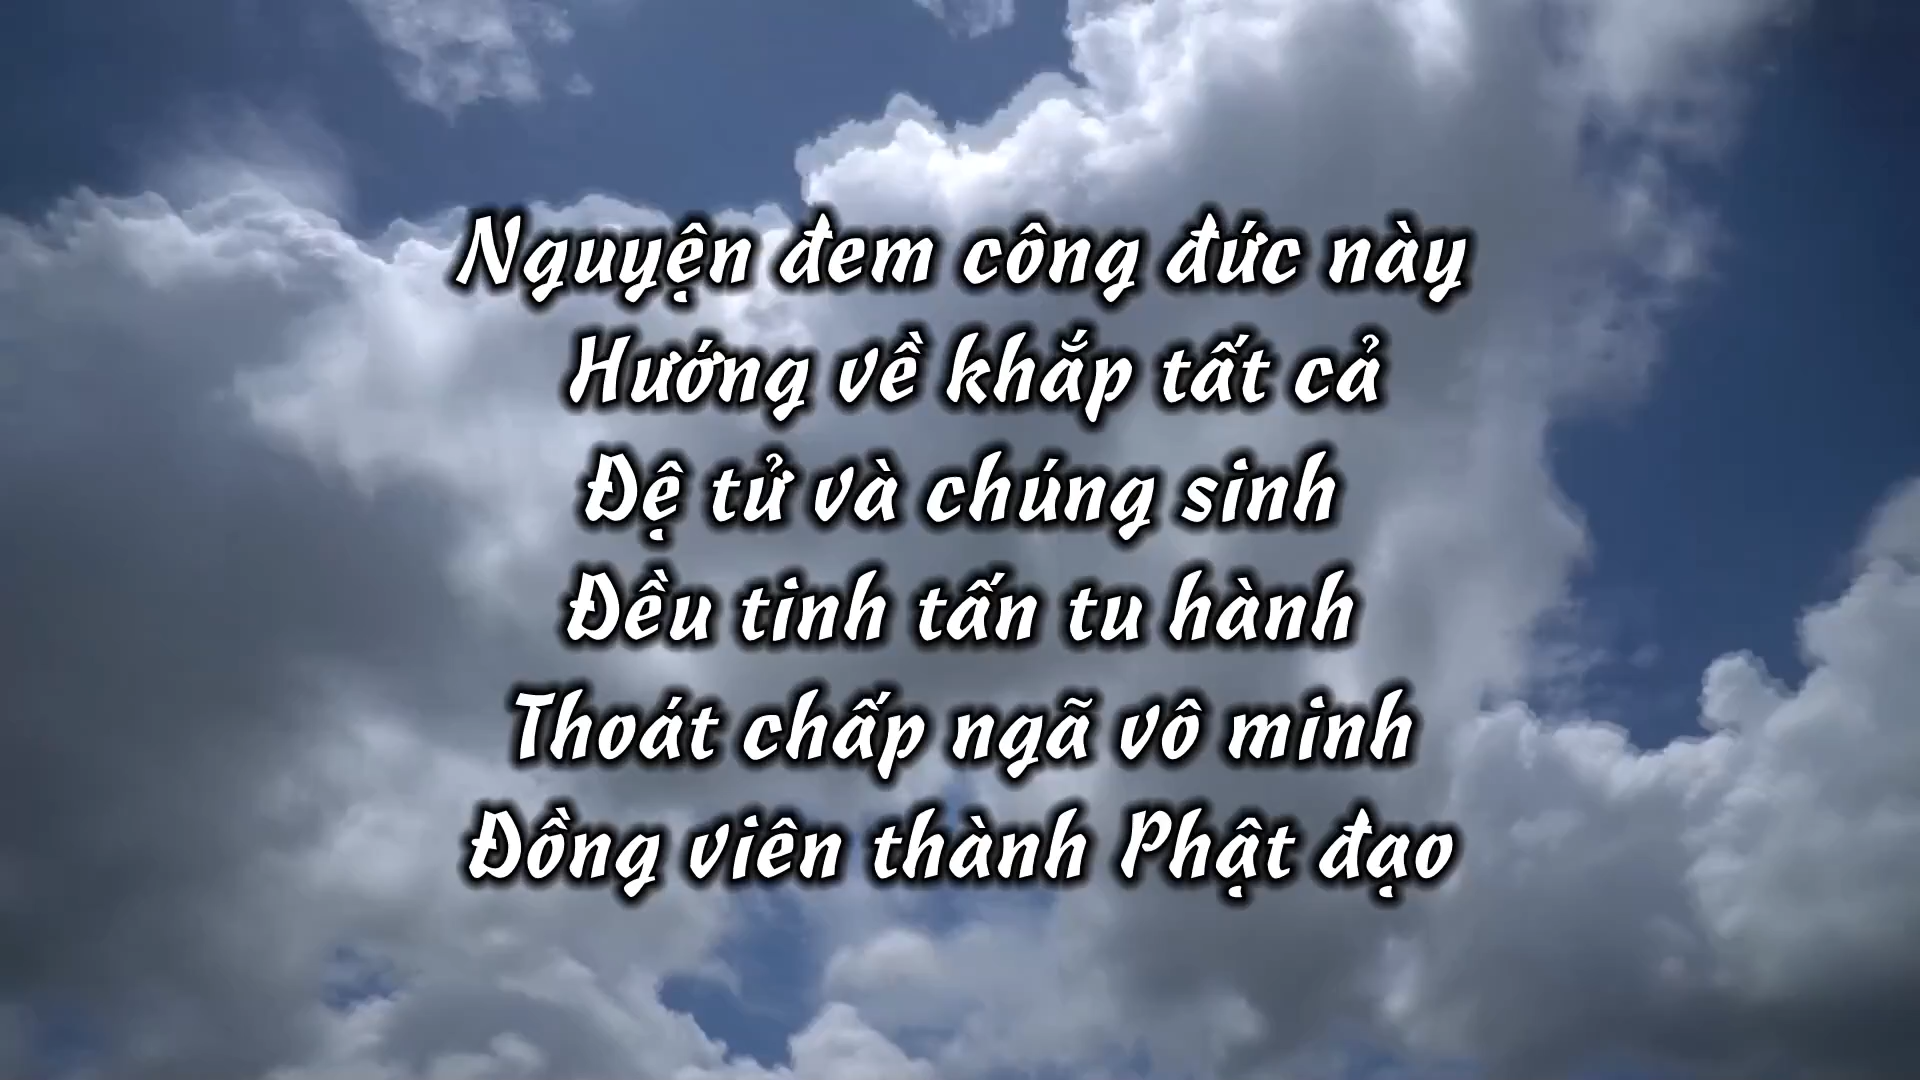 Nguyện đem công đức này
Hướng về khắp tất cả
Đệ tử và chúng sinh
Đều tinh tấn tu hành
Thoát chấp ngã vô minh
Đồng viên thành Phật đạo